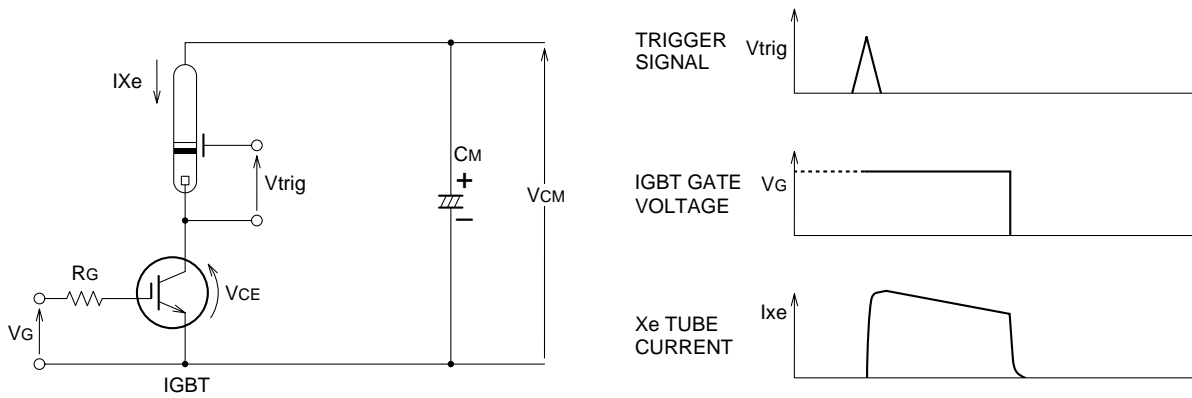 IXe
Vtrig
CM
+
–
VCM
RG
VCE
VG
IGBT
TRIGGER
SIGNAL
Vtrig
IGBT GATE
VOLTAGE
VG
Xe TUBE
CURRENT
Ixe